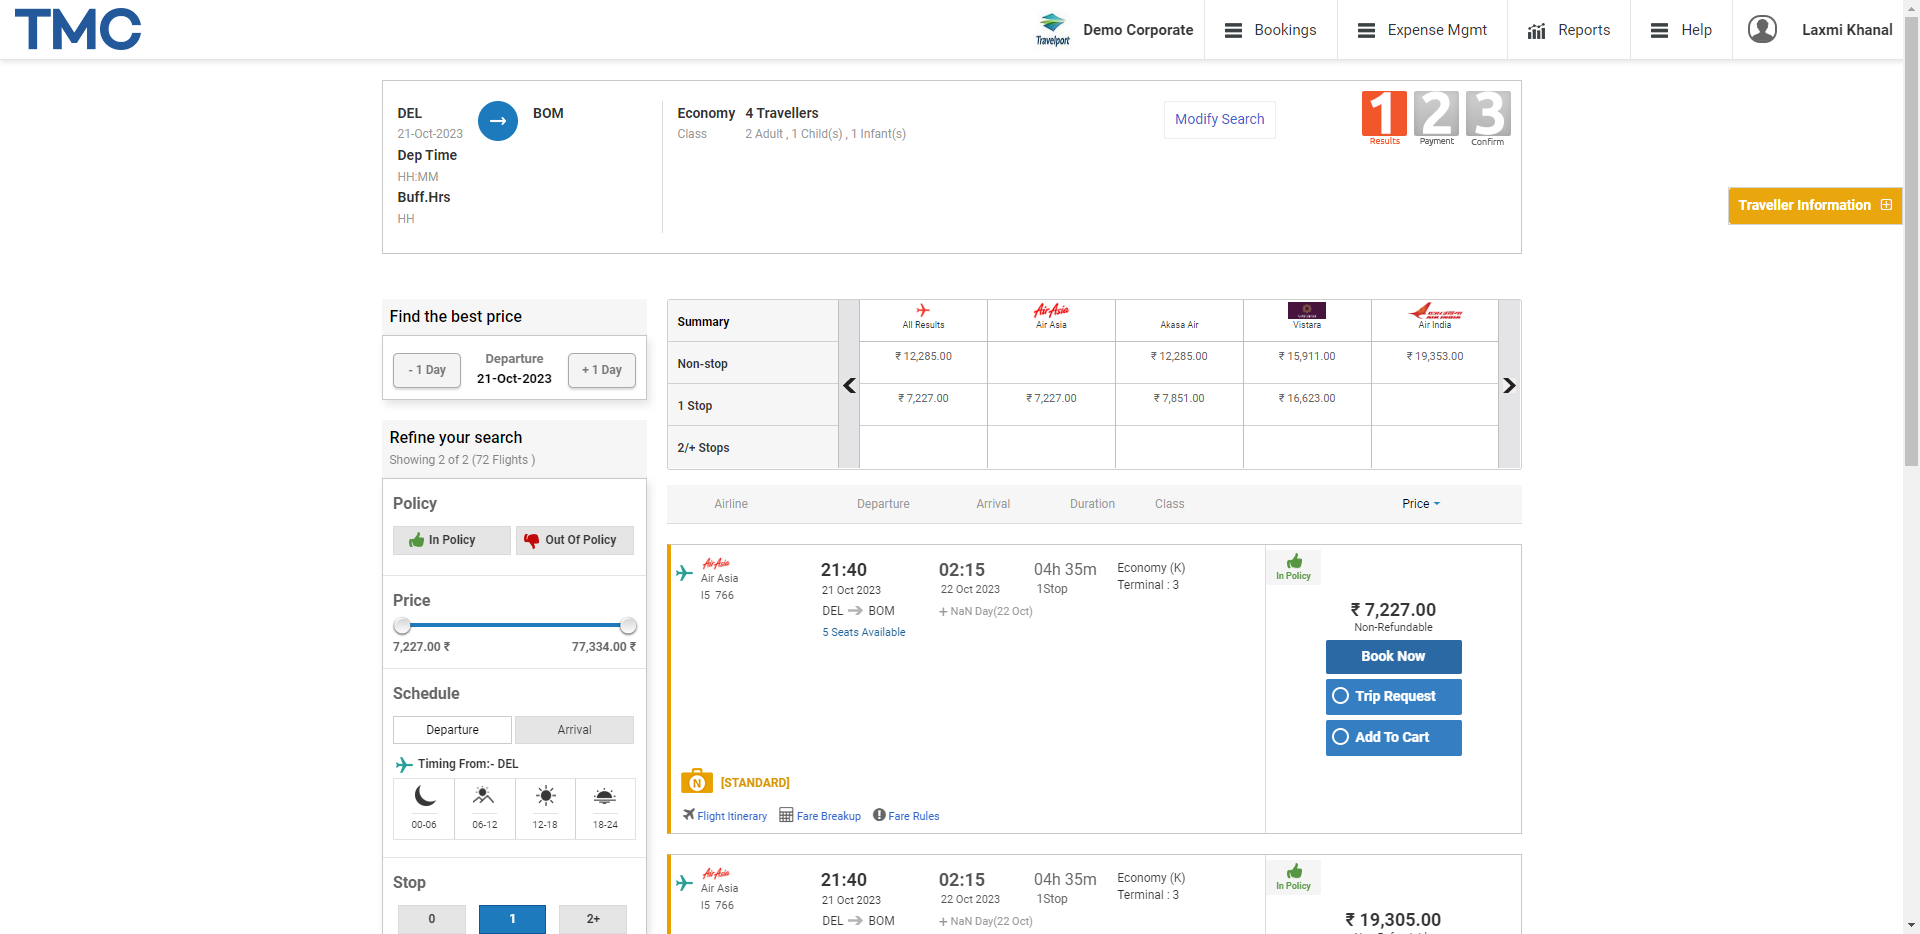 TMC
Travelport
Demo Corporate
Bookings
Expense Mgmt
Reports
Help
Laxmi Khanal
DEL
21-Oct-2023
Dep Time
HH:MM
Buff.Hrs
HH
BOM
Economy
Class
4 Travellers
2 Adult , 1 Child(s) , 1 Infant(s)
Modify Search
1 2 3
Results Payment Confirm
Traveller Information
Find the best price
- 1 Day
Departure
21-Oct-2023
+ 1 Day
Refine your search
Showing 2 of 2 (72 Flights )
Policy
In Policy
Out Of Policy
Price
7,227.00 ₹ 77,334.00 ₹
Schedule
Departure Arrival
Timing From:- DEL
00-06 06-12 12-18 18-24
Stop
0 1 2+
AirAsia
Summary All Results Air Asia Akasa Air Vistara Air India
Non-stop ₹ 12,285.00 ₹ 12,285.00 ₹ 15,911.00 ₹ 19,353.00
1 Stop ₹ 7,227.00 ₹ 7,227.00 ₹ 7,851.00 ₹ 16,623.00
2/+ Stops
Airline Departure Arrival Duration Class Price
AirAsia
Air Asia
I5 766
21:40
21 Oct 2023
DEL BOM
5 Seats Available
02:15
22 Oct 2023
+ NaN Day(22 Oct)
04h 35m
1Stop
Economy (K)
Terminal : 3
In Policy
₹ 7,227.00
Non-Refundable
Book Now
Trip Request
Add To Cart
N [STANDARD]
Flight Itinerary Fare Breakup Fare Rules
AirAsia
Air Asia
I5 766
21:40
21 Oct 2023
DEL BOM
02:15
22 Oct 2023
+ NaN Day(22 Oct)
04h 35m
1Stop
Economy (K)
Terminal : 3
In Policy
₹ 19,305.00